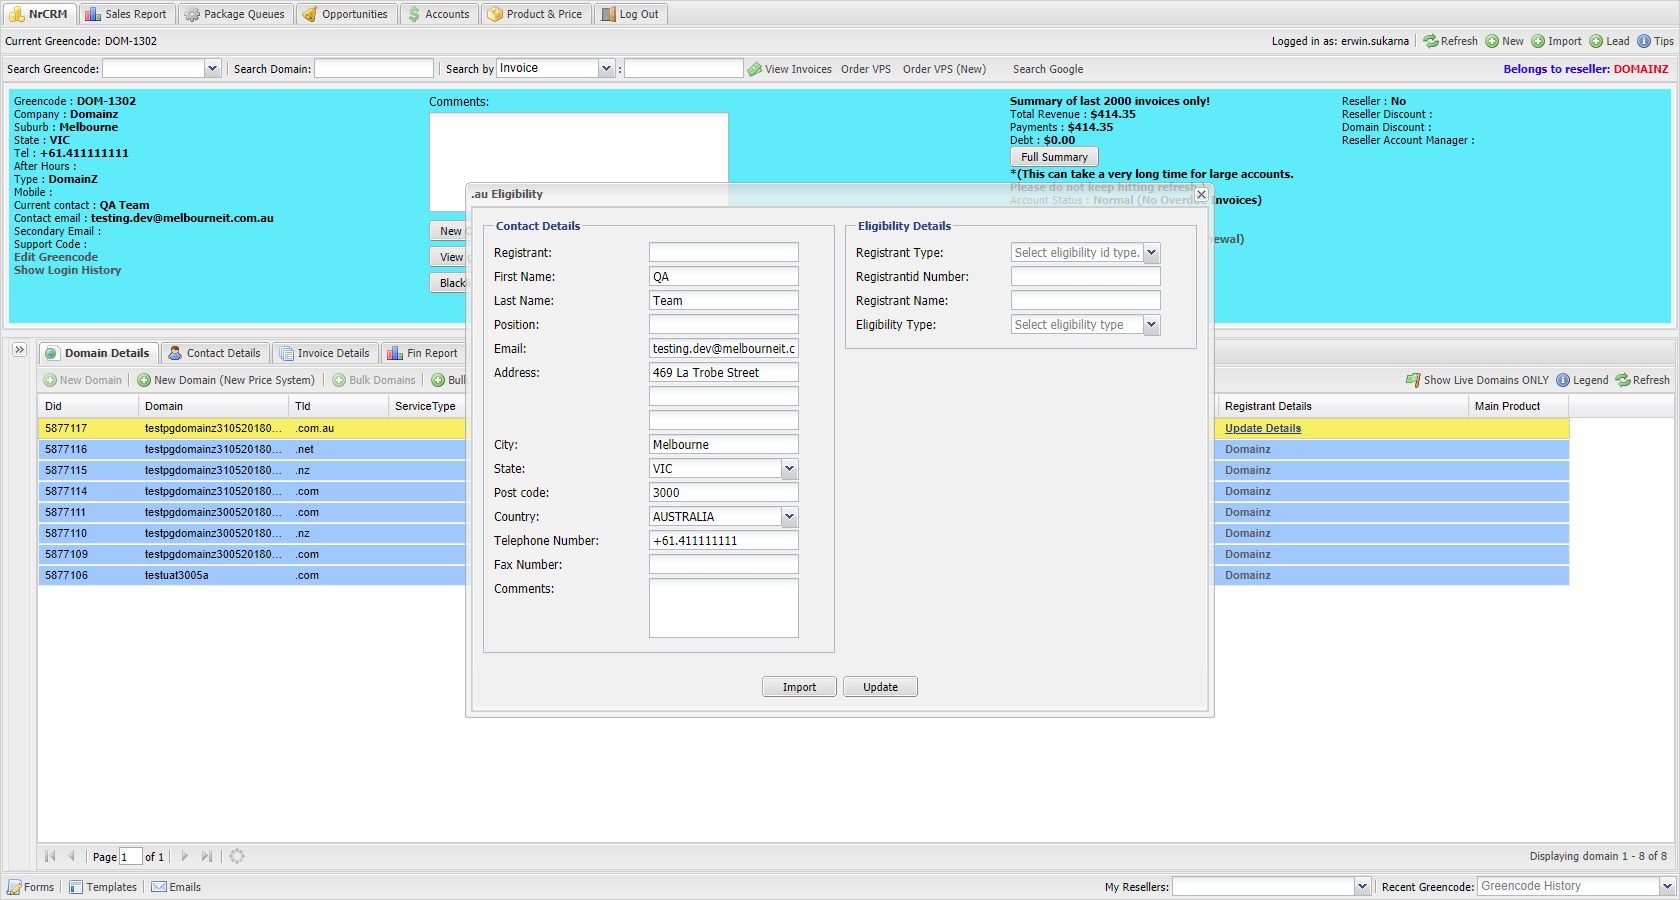 NrCRM Sales Report Package Queues Opportunities Accounts Product & Price Log Out
Current Greencode: DOM-1302 Logged in as: erwin.sukarna Refresh New Import Lead Tips
Search Greencode: Search Domain: Search by Invoice : View Invoices Order VPS Order VPS (New) Search Google Belongs to reseller: DOMAINZ
Greencode : DOM-1302
Company : Domainz
Suburb : Melbourne
State : VIC
Tel : +61.411111111
After Hours :
Type : DomainZ
Mobile :
Current contact : QA Team
Contact email : testing.dev@melbourneit.com.au
Secondary Email :
Support Code :
Edit Greencode
Show Login History
Comments:
New
View
Black
Summary of last 2000 invoices only!
Total Revenue : $414.35
Payments : $414.35
Debt : $0.00
Full Summary
*(This can take a very long time for large accounts.
Please do not keep hitting refresh.)
Account Status : Normal (No Overdue Invoices)
ewal)
Reseller : No
Reseller Discount :
Domain Discount :
Reseller Account Manager :
.au Eligibility
Contact Details
Registrant:
First Name: QA
Last Name: Team
Position:
Email: testing.dev@melbourneit.c
Address: 469 La Trobe Street
City: Melbourne
State: VIC
Post code: 3000
Country: AUSTRALIA
Telephone Number: +61.411111111
Fax Number:
Comments:
Eligibility Details
Registrant Type: Select eligibility id type.
Registrantid Number:
Registrant Name:
Eligibility Type: Select eligibility type
Import Update
Domain Details Contact Details Invoice Details Fin Report
New Domain New Domain (New Price System) Bulk Domains Bul Show Live Domains ONLY Legend Refresh
Did Domain Tld ServiceType Registrant Details Main Product
5877117 testpgdomainz310520180... .com.au Update Details
5877116 testpgdomainz310520180... .net Domainz
5877115 testpgdomainz310520180... .nz Domainz
5877114 testpgdomainz310520180... .com Domainz
5877111 testpgdomainz300520180... .com Domainz
5877110 testpgdomainz300520180... .nz Domainz
5877109 testpgdomainz300520180... .com Domainz
5877106 testuat3005a .com Domainz
Page 1 of 1 Displaying domain 1 - 8 of 8
Forms Templates Emails My Resellers: Recent Greencode: Greencode History